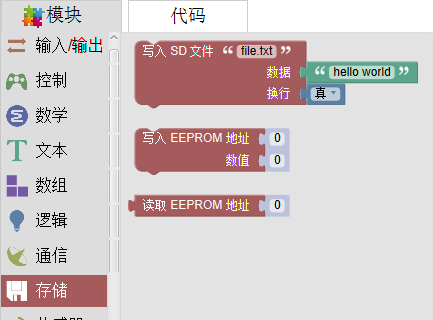 模块
代码
输入/输出
控制
数学
文本
数组
逻辑
通信
存储
写入 SD 文件 “ file.txt ”
数据 “ hello world ”
换行 真
写入 EEPROM 地址 0
数值 0
读取 EEPROM 地址 0